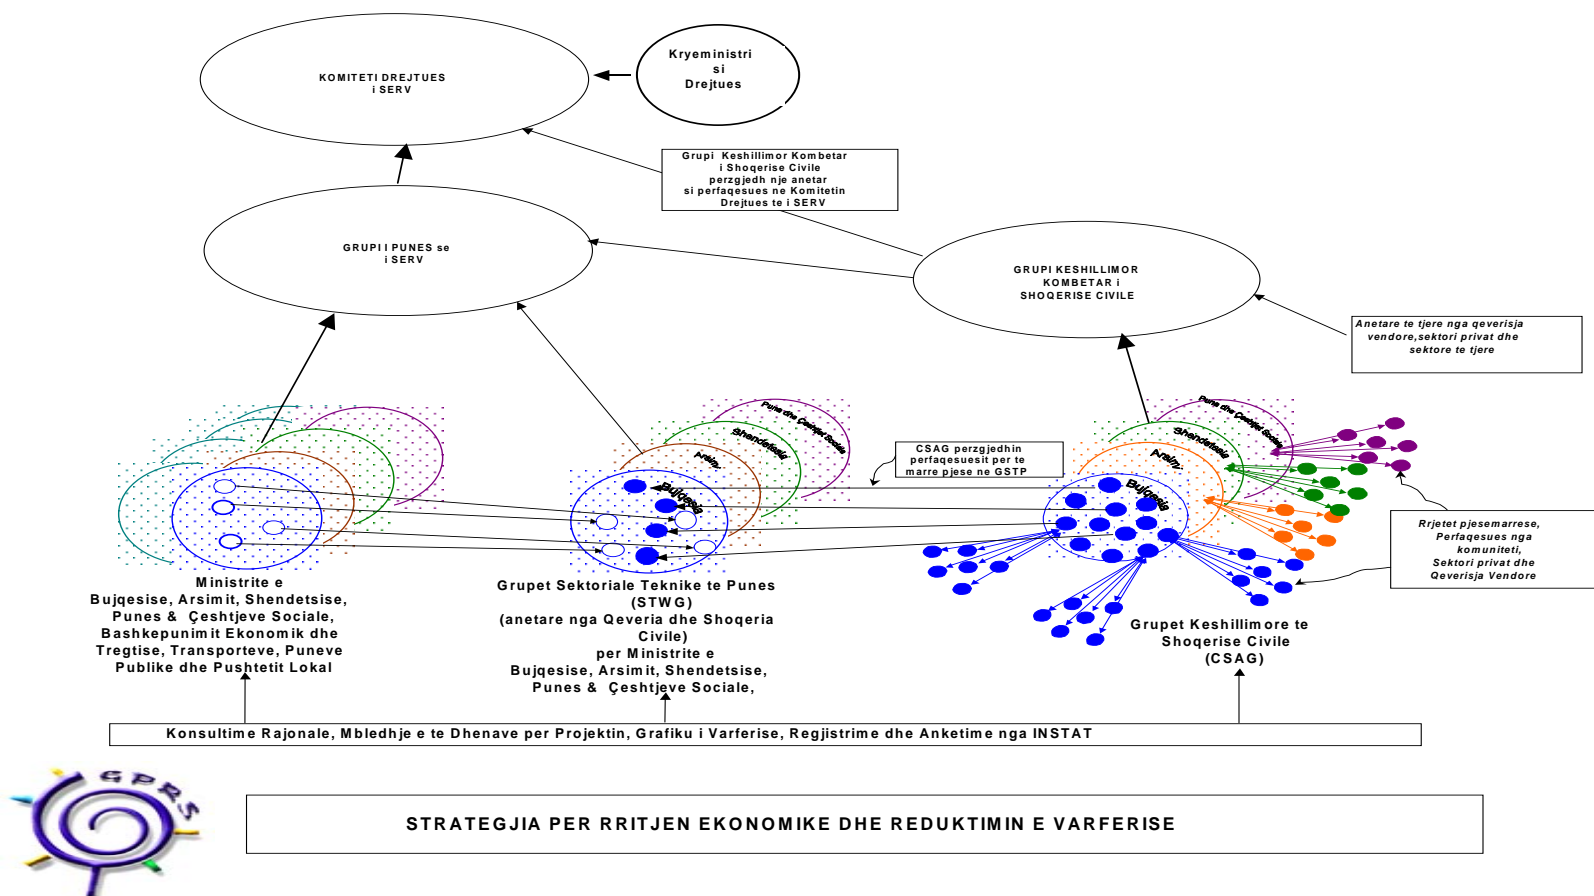 KOMITETI DREJTUES
i SERV
Kryeministri
si
Drejtues
Grupi Keshillimor Kombetar
i Shoqerise Civile
perzgjedh nje anetar
si perfaqesues ne Komitetin
Drejtues te i SERV
GRUPI I PUNES se
i SERV
GRUPI KESHILLIMOR
KOMBETAR i
SHOQERISE CIVILE
Anetare te tjere nga qeverisja
vendore,sektori privat dhe
sektore te tjere
Puna dhe Çeshtjet Sociale
Shendetesia
Arsimi
Bujqesia
CSAG perzgjedhin
perfaqesuesit per te
marre pjese ne GSTP
Puna dhe Çeshtjet Sociale
Shendetesia
Arsimi
Bujqesia
Rrjetet pjesemarrese,
Perfaqesues nga
komuniteti,
Sektori privat dhe
Qeverisja Vendore
Ministrite e
Bujqesise, Arsimit, Shendetsise,
Punes & Çeshtjeve Sociale,
Bashkepunimit Ekonomik dhe
Tregtise, Transporteve, Puneve
Publike dhe Pushtetit Lokal
Grupet Sektoriale Teknike te Punes
(STWG)
(anetare nga Qeveria dhe Shoqeria
Civile)
per Ministrite e
Bujqesise, Arsimit, Shendetsise,
Punes & Çeshtjeve Sociale,
Grupet Keshillimore te
Shoqerise Civile
(CSAG)
Konsultime Rajonale, Mbledhje e te Dhenave per Projektin, Grafiku i Varferise, Regjistrime dhe Anketime nga INSTAT
GPRS
STRATEGJIA PER RRITJEN EKONOMIKE DHE REDUKTIMIN E VARFERISE